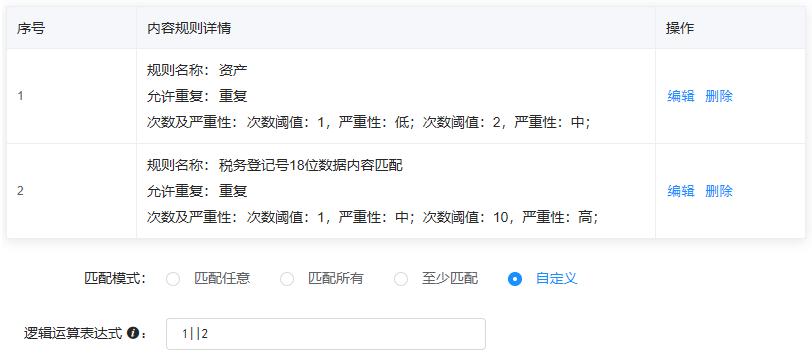 序号 内容规则详情 操作
规则名称：资产
1 允许重复：重复 编辑 删除
次数及严重性：次数阈值：1，严重性：低；次数阈值：2，严重性：中；
规则名称：税务登记号18位数据内容匹配
2 允许重复：重复 编辑 删除
次数及严重性：次数阈值：1，严重性：中；次数阈值：10，严重性：高；
匹配模式： 匹配任意 匹配所有 至少匹配 自定义
逻辑运算表达式 ： 1||2